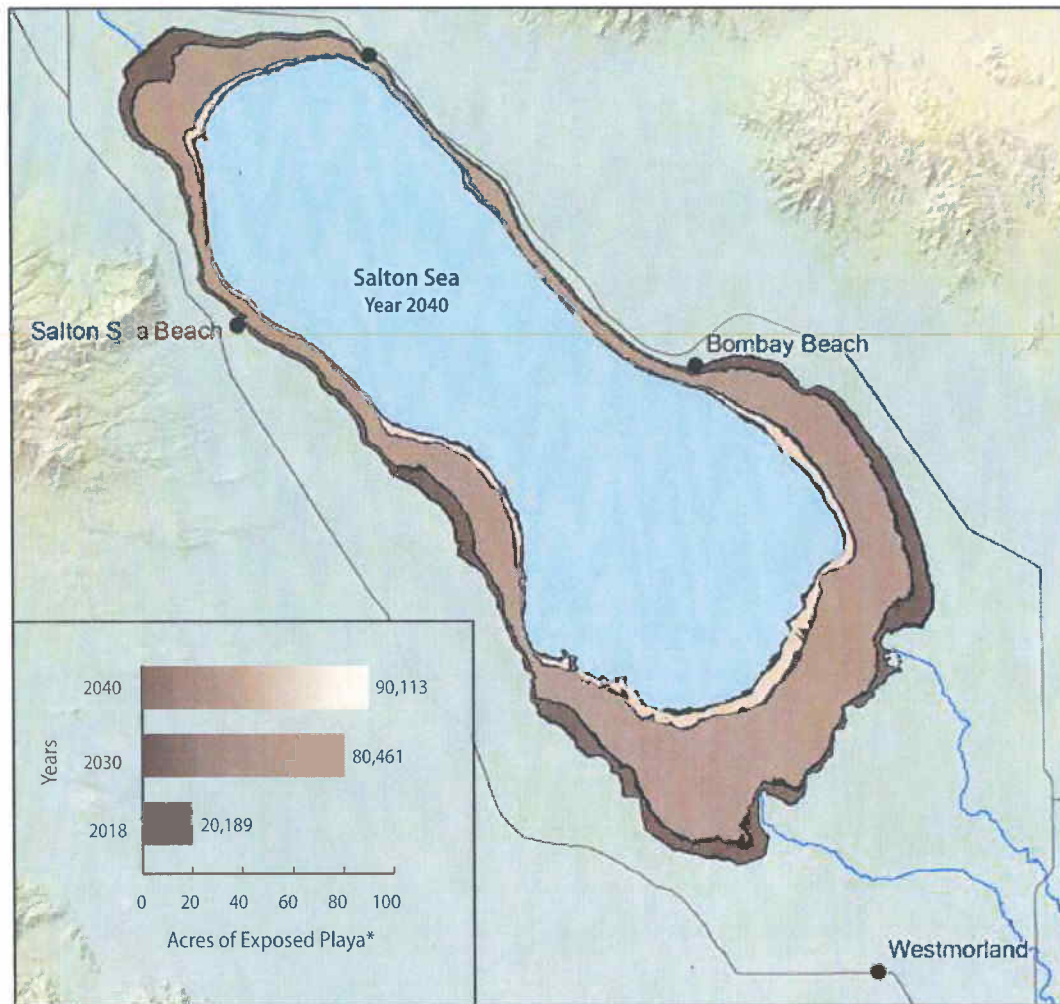 Salton Sea
Year 2040
Salton S a Beach
Bombay Beach
2040
90,113
Years
2030
80,461
2018
20,189
0 20 40 60 80 100
Acres of Exposed Playa*
Westmorland